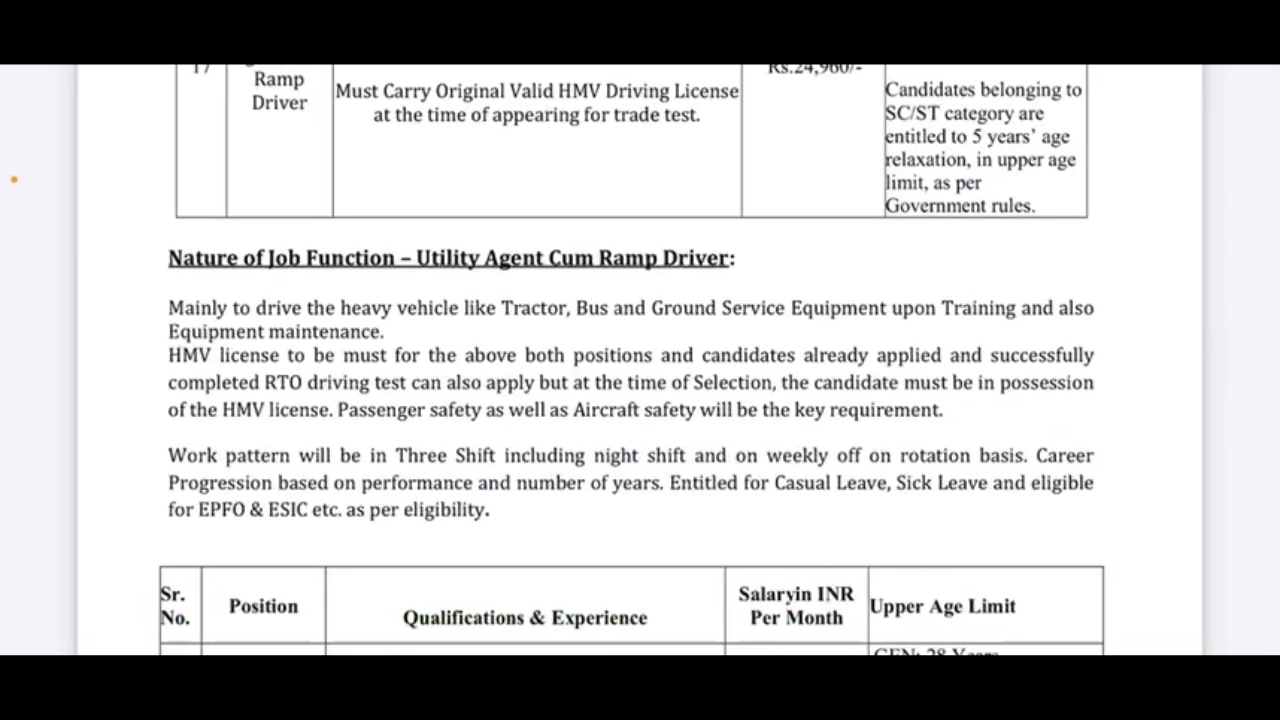 17
Ramp
Driver
Must Carry Original Valid HMV Driving License
at the time of appearing for trade test.
Rs.24,960/-
Candidates belonging to
SC/ST category are
entitled to 5 years’ age
relaxation, in upper age
limit, as per
Government rules.
Nature of Job Function – Utility Agent Cum Ramp Driver:
Mainly to drive the heavy vehicle like Tractor, Bus and Ground Service Equipment upon Training and also
Equipment maintenance.
HMV license to be must for the above both positions and candidates already applied and successfully
completed RTO driving test can also apply but at the time of Selection, the candidate must be in possession
of the HMV license. Passenger safety as well as Aircraft safety will be the key requirement.
Work pattern will be in Three Shift including night shift and on weekly off on rotation basis. Career
Progression based on performance and number of years. Entitled for Casual Leave, Sick Leave and eligible
for EPFO & ESIC etc. as per eligibility.
Sr.
No.
Position
Qualifications & Experience
Salaryin INR
Per Month
Upper Age Limit
GEN: 28 Years